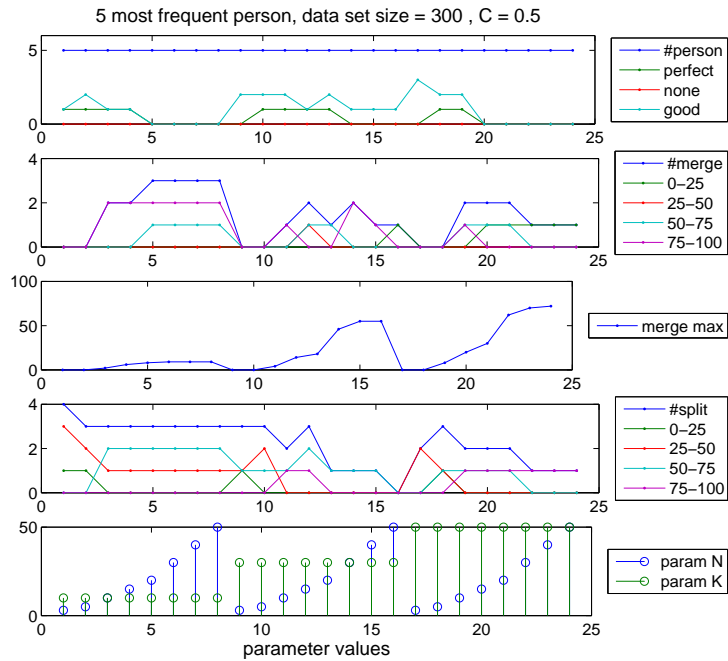 5 most frequent person, data set size = 300 , C = 0.5
5
0
0 5 10 15 20 25
#person
perfect
none
good
4
2
0
0 5 10 15 20 25
#merge
0−25
25−50
50−75
75−100
100
50
0
0 5 10 15 20 25
merge max
4
2
0
0 5 10 15 20 25
#split
0−25
25−50
50−75
75−100
50
0
0 5 10 15 20 25
param N
param K
parameter values